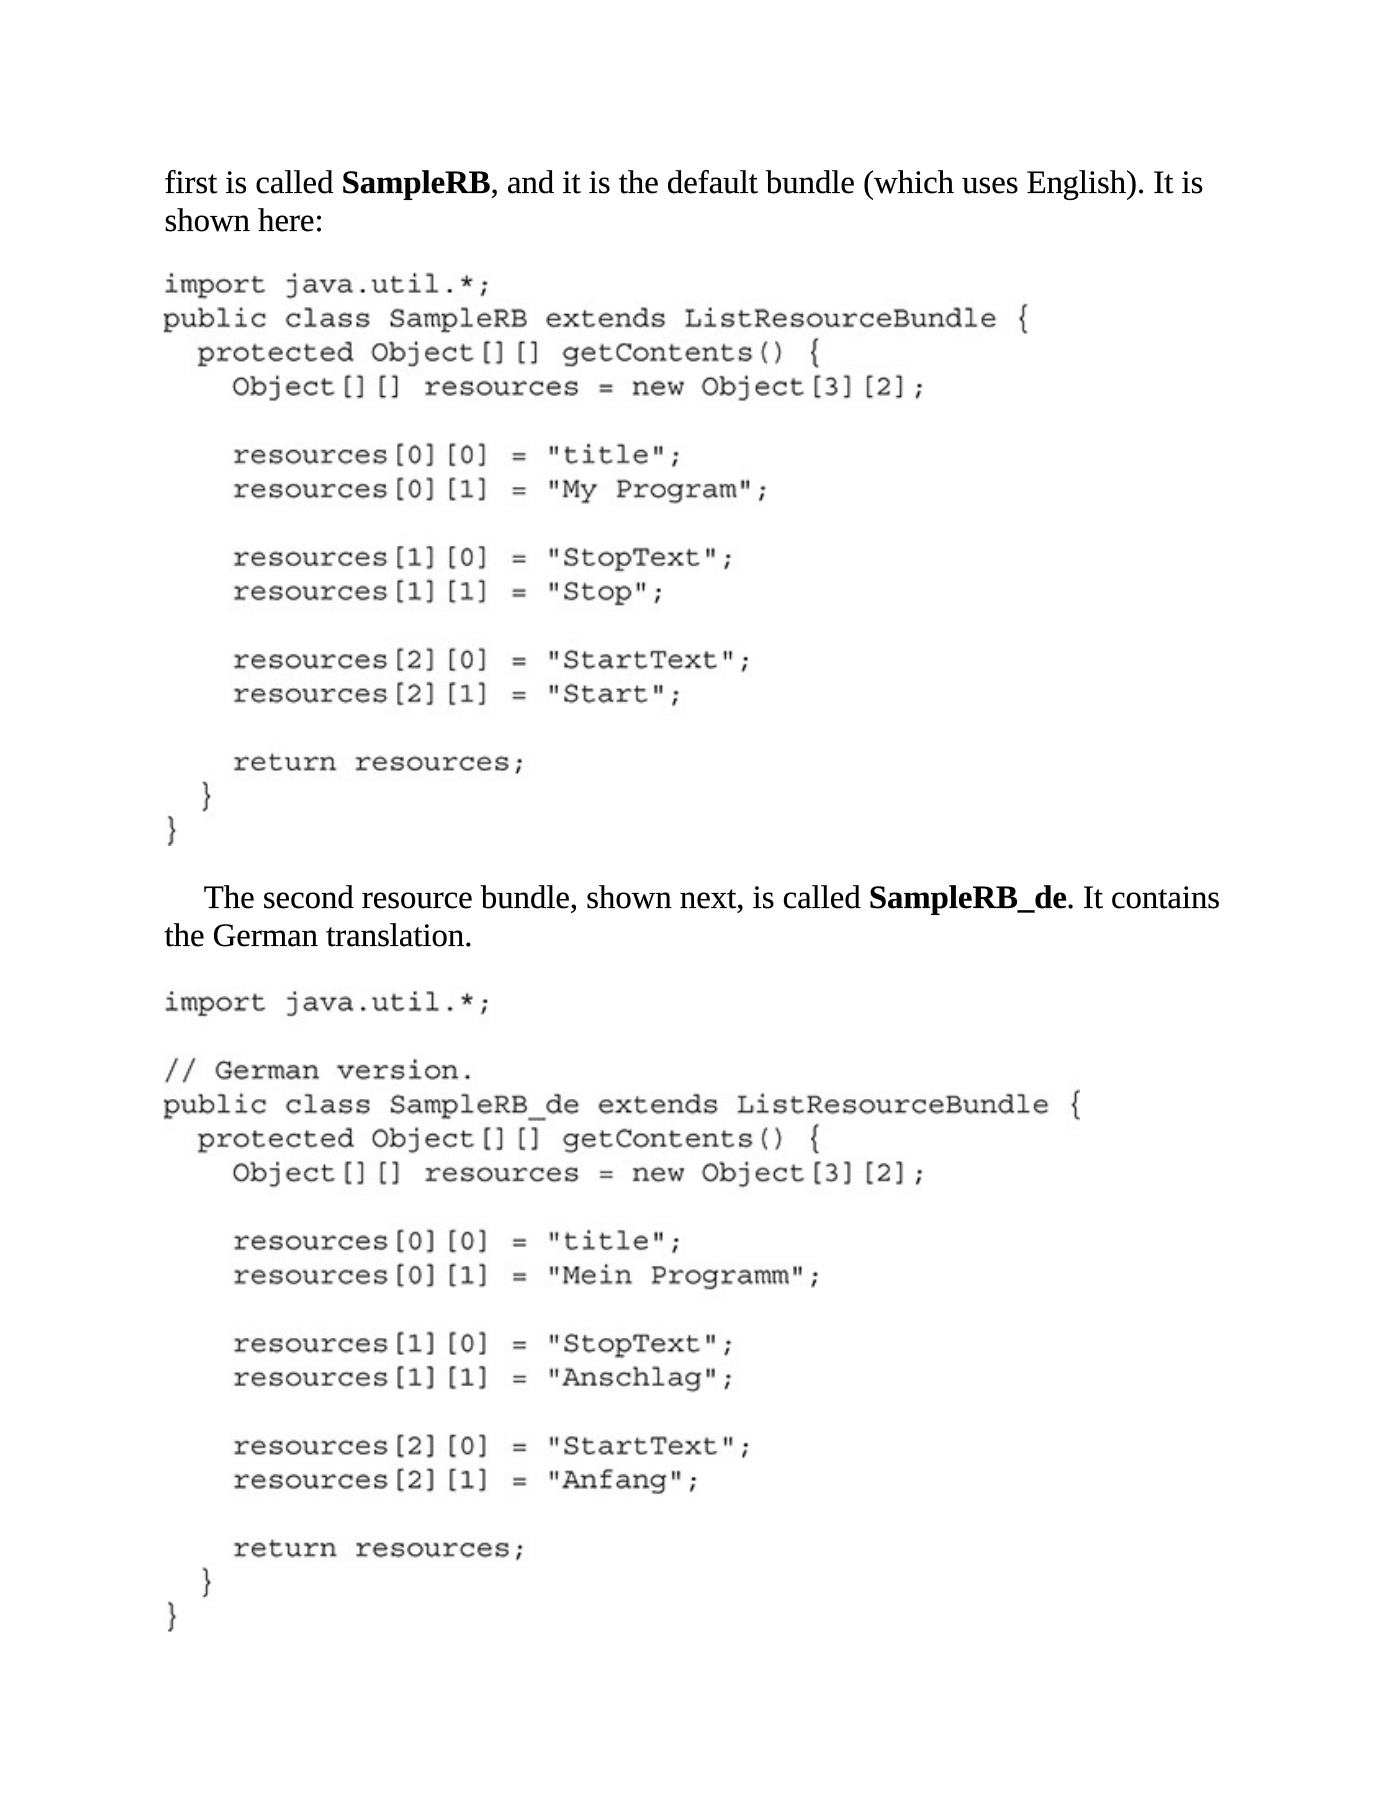 first is called SampleRB, and it is the default bundle (which uses English). It is
shown here:
import java.util.*;
public class SampleRB extends ListResourceBundle {
  protected Object[][] getContents() {
    Object[][] resources = new Object[3][2];

    resources[0][0] = "title";
    resources[0][1] = "My Program";

    resources[1][0] = "StopText";
    resources[1][1] = "Stop";

    resources[2][0] = "StartText";
    resources[2][1] = "Start";

    return resources;
  }
}
The second resource bundle, shown next, is called SampleRB_de. It contains
the German translation.
import java.util.*;

// German version.
public class SampleRB_de extends ListResourceBundle {
  protected Object[][] getContents() {
    Object[][] resources = new Object[3][2];

    resources[0][0] = "title";
    resources[0][1] = "Mein Programm";

    resources[1][0] = "StopText";
    resources[1][1] = "Anschlag";

    resources[2][0] = "StartText";
    resources[2][1] = "Anfang";

    return resources;
  }
}